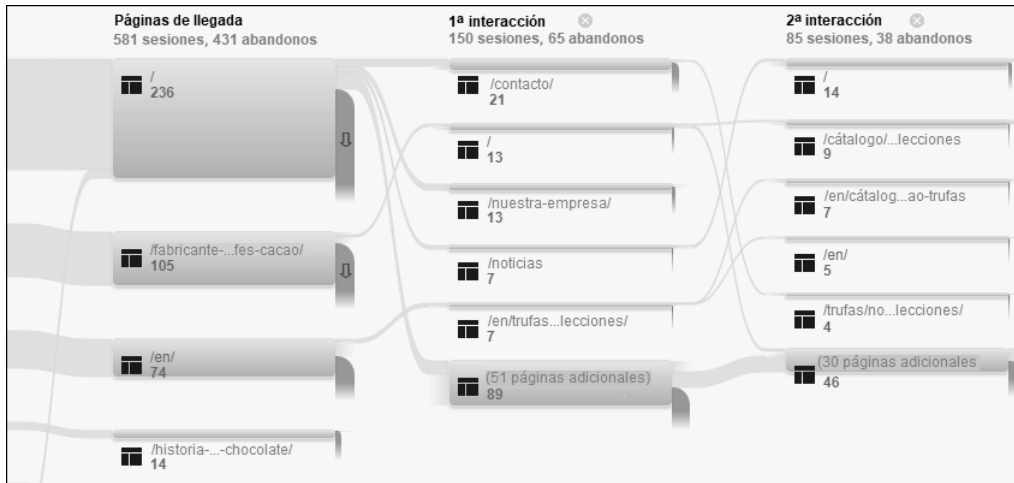 Páginas de llegada
581 sesiones, 431 abandonos
/
236
/fabricante-...fes-cacao/
105
/en/
74
/historia-...-chocolate/
14
1ª interacción
150 sesiones, 65 abandonos
/contacto/
21
/
13
/nuestra-empresa/
13
/noticias
7
/en/trufas...lecciones/
7
(51 páginas adicionales)
89
2ª interacción
85 sesiones, 38 abandonos
/
14
/cátalogo/...lecciones
9
/en/cátalog...ao-trufas
7
/en/
5
/trufas/no...lecciones/
4
(30 páginas adicionales
46